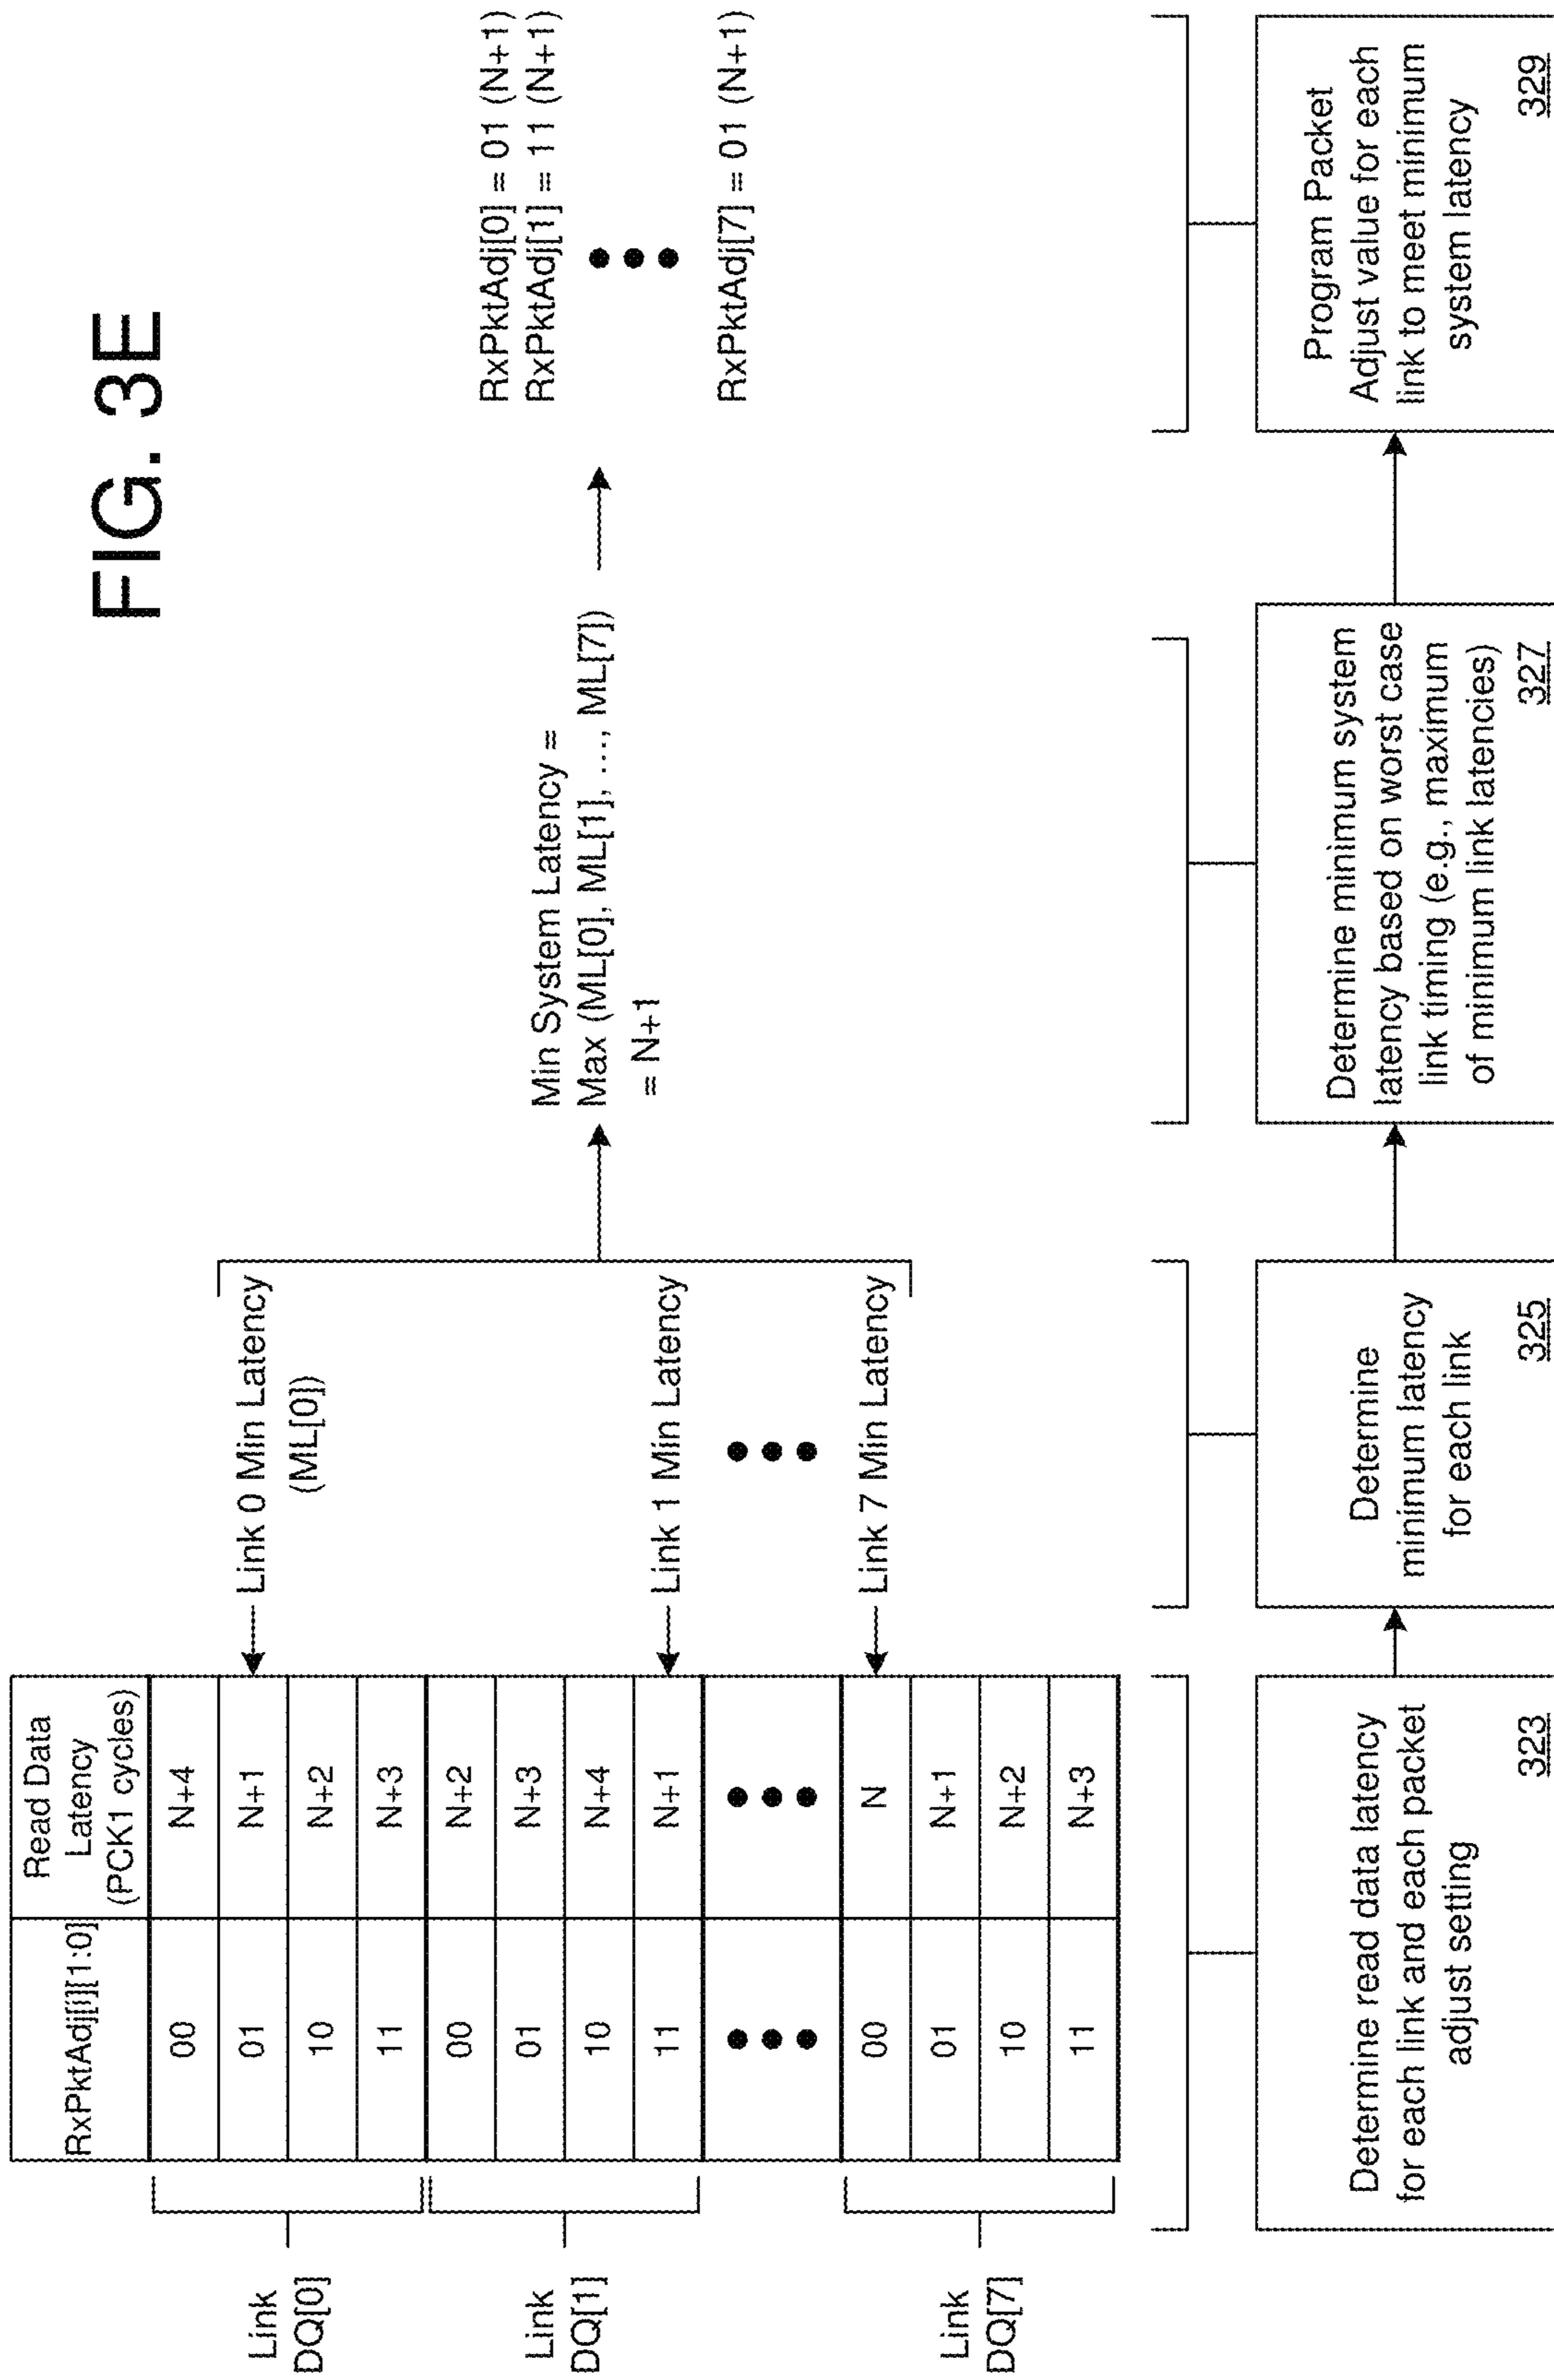 FIG. 3E
RxPktAdj[i][1:0]
Read Data
Latency
(PCK1 cycles)
Link
DQ[0]
00 N+4
01 N+1
10 N+2
11 N+3
Link
DQ[1]
00 N+2
01 N+3
10 N+4
11 N+1
Link
DQ[7]
00 N
01 N+1
10 N+2
11 N+3
Link 0 Min Latency
(ML[0])
Link 1 Min Latency
Link 7 Min Latency
Min System Latency =
Max (ML[0], ML[1], ..., ML[7])
= N+1
RxPktAdj[0] = 01 (N+1)
RxPktAdj[1] = 11 (N+1)
RxPktAdj[7] = 01 (N+1)
Determine read data latency
for each link and each packet
adjust setting
323
Determine
minimum latency
for each link
325
Determine minimum system
latency based on worst case
link timing (e.g., maximum
of minimum link latencies)
327
Program Packet
Adjust value for each
link to meet minimum
system latency
329